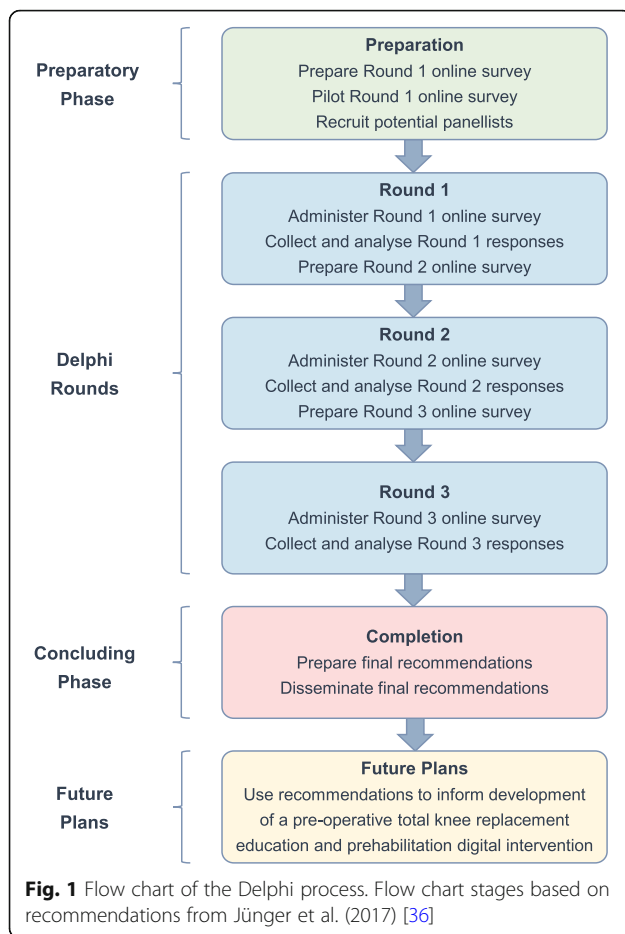 Preparatory
Phase
Preparation
Prepare Round 1 online survey
Pilot Round 1 online survey
Recruit potential panellists
Delphi
Rounds
Round 1
Administer Round 1 online survey
Collect and analyse Round 1 responses
Prepare Round 2 online survey
Round 2
Administer Round 2 online survey
Collect and analyse Round 2 responses
Prepare Round 3 online survey
Round 3
Administer Round 3 online survey
Collect and analyse Round 3 responses
Concluding
Phase
Completion
Prepare final recommendations
Disseminate final recommendations
Future
Plans
Future Plans
Use recommendations to inform development
of a pre-operative total knee replacement
education and prehabilitation digital intervention
Fig. 1 Flow chart of the Delphi process. Flow chart stages based on
recommendations from Jünger et al. (2017) [36]